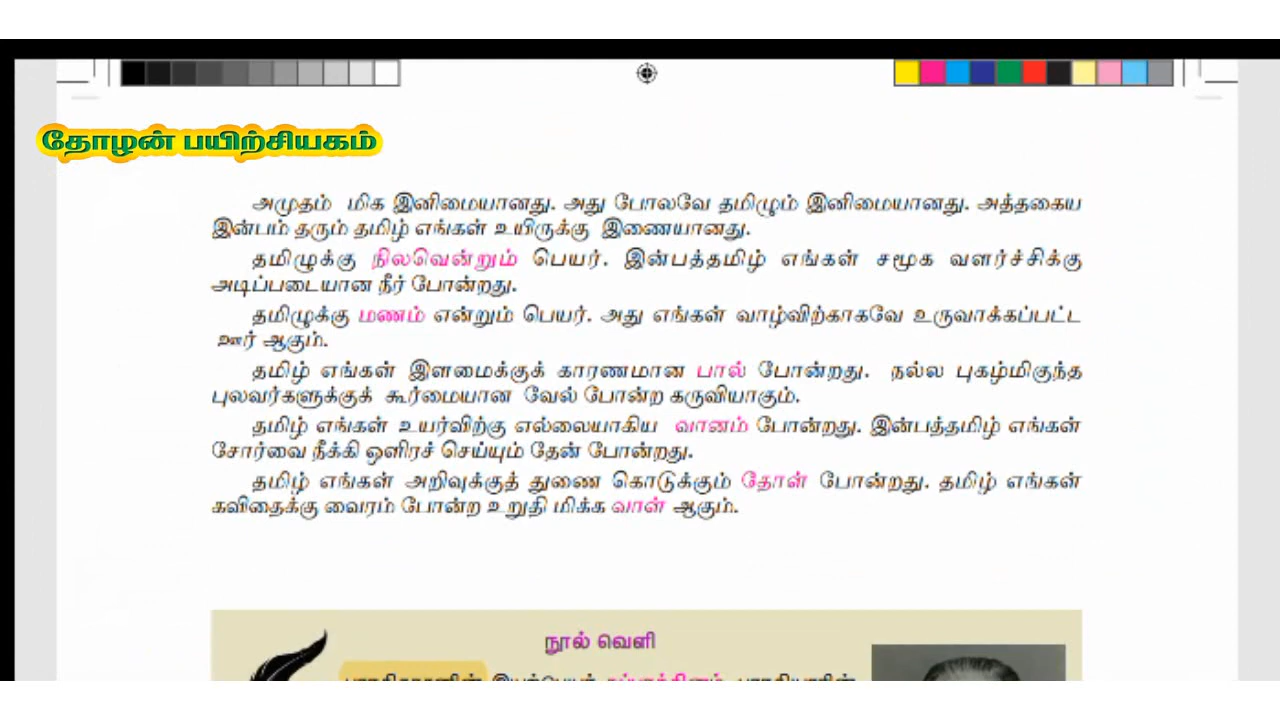 தோழன் பயிற்சியகம்
அமுதம் மிக இனிமையானது. அது போலவே தமிழும் இனிமையானது. அத்தகைய
இன்பம் தரும் தமிழ் எங்கள் உயிருக்கு இணையானது.
தமிழுக்கு நிலவென்றும் பெயர். இன்பத்தமிழ் எங்கள் சமூக வளர்ச்சிக்கு
அடிப்படையான நீர் போன்றது.
தமிழுக்கு மணம் என்றும் பெயர். அது எங்கள் வாழ்விற்காகவே உருவாக்கப்பட்ட
ஊர் ஆகும்.
தமிழ் எங்கள் இளமைக்குக் காரணமான பால் போன்றது. நல்ல புகழ்மிகுந்த
புலவர்களுக்குக் கூர்மையான வேல் போன்ற கருவியாகும்.
தமிழ் எங்கள் உயர்விற்கு எல்லையாகிய வானம் போன்றது. இன்பத்தமிழ் எங்கள்
சோர்வை நீக்கி ஒளிரச் செய்யும் தேன் போன்றது.
தமிழ் எங்கள் அறிவுக்குத் துணை கொடுக்கும் தோள் போன்றது. தமிழ் எங்கள்
கவிதைக்கு வைரம் போன்ற உறுதி மிக்க வாள் ஆகும்.
நூல் வெளி